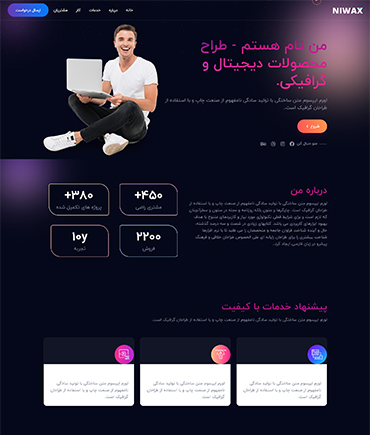 NIWAX
خانه درباره خدمات کار مشتریان
ارسال درخواست
من تام هستم - طراح
محصولات دیجیتال و
گرافیکی.
لورم ایپسوم متن ساختگی با تولید سادگی نامفهوم از صنعت چاپ و با استفاده از
طراحان گرافیک است.
شروع
منو دنبال کن
درباره من
+۴۵۰
مشتری راضی
+۳۸۰
پروژه های تکمیل شده
۲۲۰۰
فروش
۱۰y
تجربه
لورم ایپسوم متن ساختگی با تولید سادگی نامفهوم از صنعت چاپ و با استفاده از
طراحان گرافیک است. چاپگرها و متون بلکه روزنامه و مجله در ستون و سطرآنچنان
که لازم است و برای شرایط فعلی تکنولوژی مورد نیاز و کاربردهای متنوع با هدف
بهبود ابزارهای کاربردی می باشد. کتابهای زیادی در شصت و سه درصد گذشته،
حال و آینده شناخت فراوان جامعه و متخصصان را می طلبد تا با نرم افزارها
شناخت بیشتری را برای طراحان رایانه ای علی الخصوص طراحان خلاقی و فرهنگ
پیشرو در زبان فارسی ایجاد کرد.
پیشنهاد خدمات با کیفیت
لورم ایپسوم متن ساختگی با تولید سادگی نامفهوم از صنعت چاپ و با استفاده از طراحان گرافیک است.
لورم ایپسوم متن ساختگی با تولید سادگی
نامفهوم از صنعت چاپ و با استفاده از طراحان
گرافیک است.
لورم ایپسوم متن ساختگی با تولید سادگی
نامفهوم از صنعت چاپ و با استفاده از طراحان
گرافیک است.
لورم ایپسوم متن ساختگی با تولید سادگی
نامفهوم از صنعت چاپ و با استفاده از طراحان
گرافیک است.